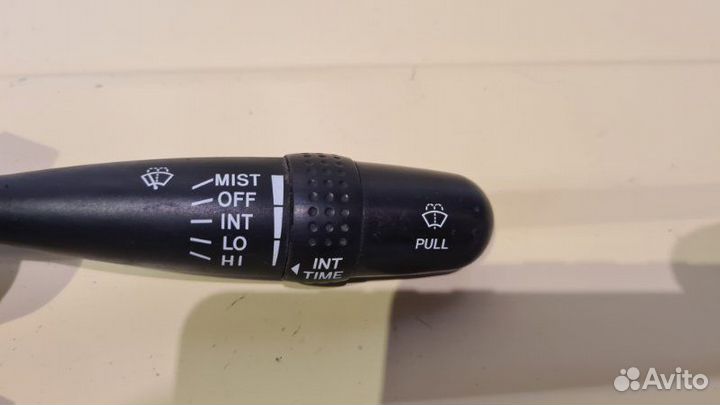 MIST
OFF
INT
LO
HI
INT
TIME
PULL
Avito